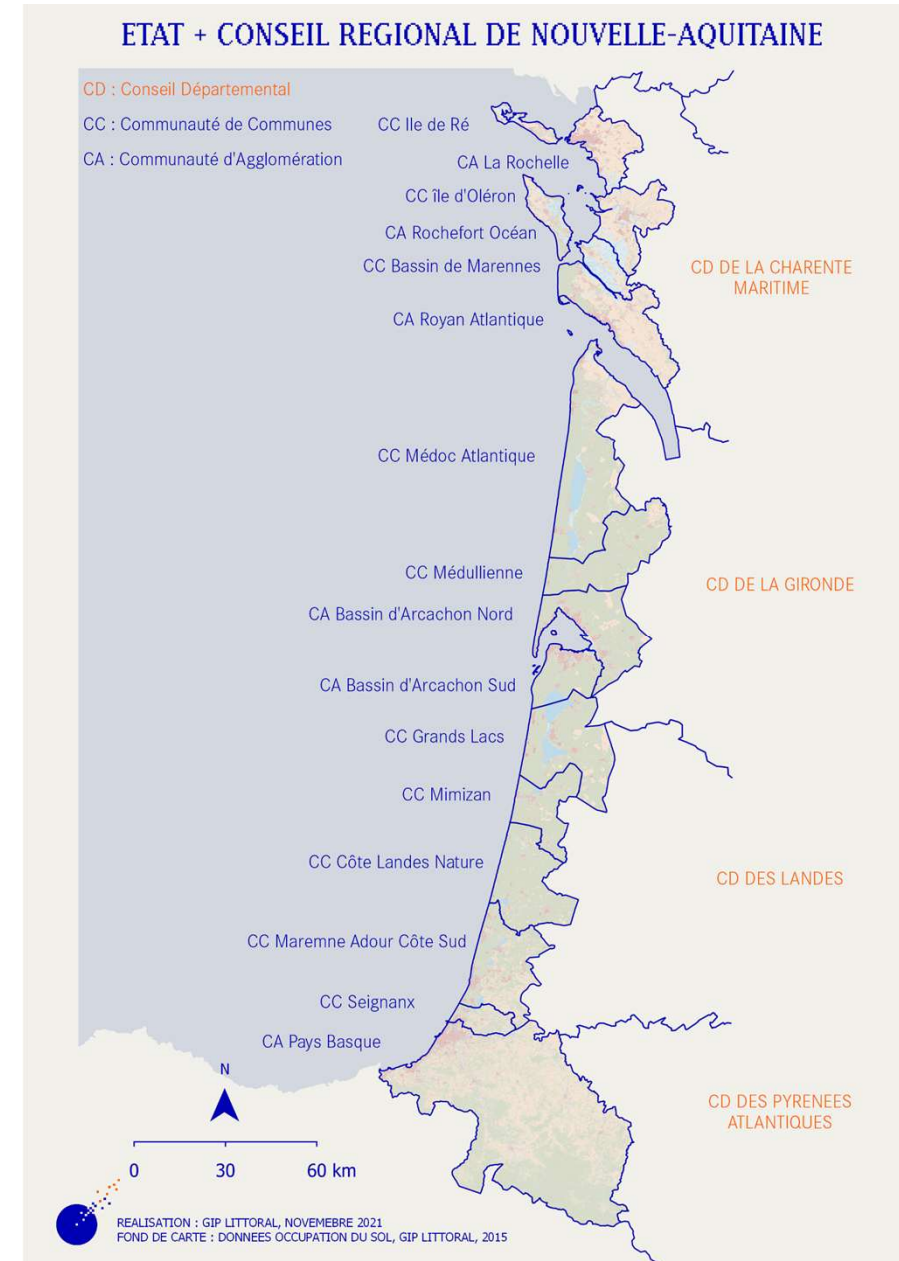 ETAT + CONSEIL REGIONAL DE NOUVELLE-AQUITAINE
CD : Conseil Départemental
CC : Communauté de Communes
CA : Communauté d'Agglomération
CC Ile de Ré
CA La Rochelle
CC île d'Oléron
CA Rochefort Océan
CC Bassin de Marennes
CA Royan Atlantique
CD DE LA CHARENTE
MARITIME
CC Médoc Atlantique
CC Médullienne
CA Bassin d'Arcachon Nord
CD DE LA GIRONDE
CA Bassin d'Arcachon Sud
CC Grands Lacs
CC Mimizan
CC Côte Landes Nature
CD DES LANDES
CC Maremne Adour Côte Sud
CC Seignanx
CA Pays Basque
CD DES PYRENEES
ATLANTIQUES
N
0 30 60 km
REALISATION : GIP LITTORAL, NOVEMEBRE 2021
FOND DE CARTE : DONNEES OCCUPATION DU SOL, GIP LITTORAL, 2015